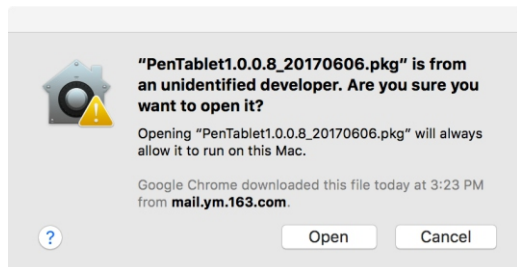 “PenTablet1.0.0.8_20170606.pkg” is from
an unidentified developer. Are you sure you
want to open it?
Opening “PenTablet1.0.0.8_20170606.pkg” will always
allow it to run on this Mac.
Google Chrome downloaded this file today at 3:23 PM
from mail.ym.163.com.
?
Open
Cancel